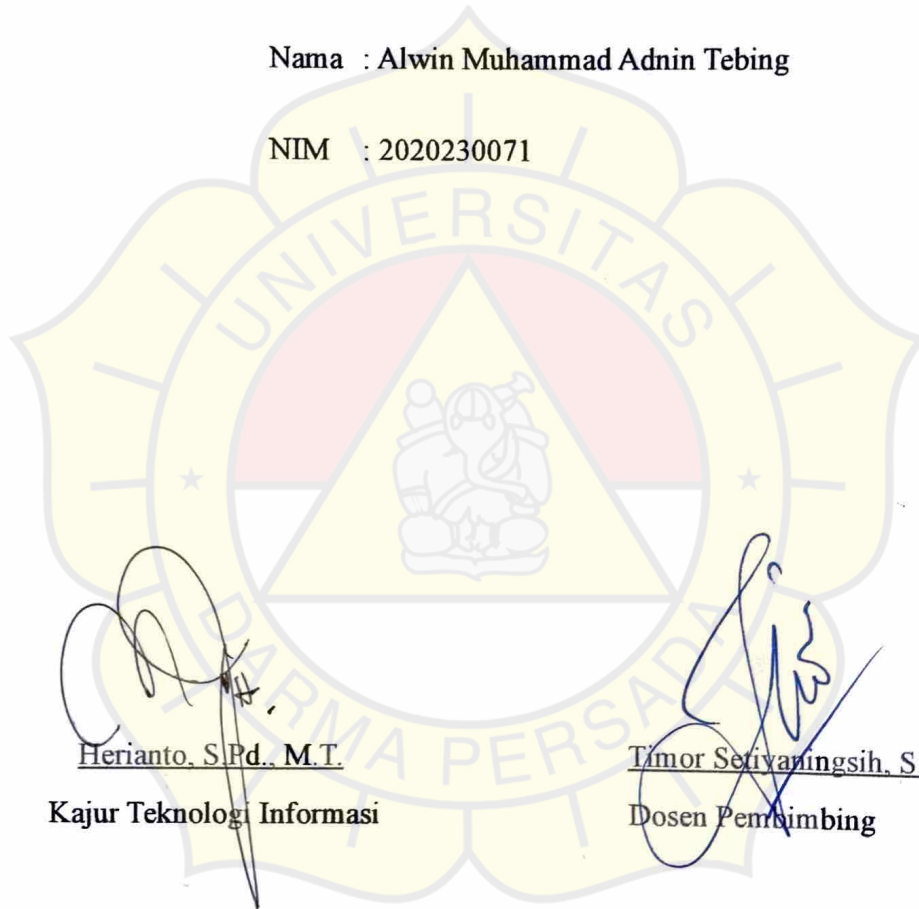 Nama : Alwin Muhammad Adnin Tebing
NIM : 2020230071
UNIVERSITAS
DARMA PERSADA
Herianto, S.Pd., M.T.
Timor Setiyaningsih, S.
Kajur Teknologi Informasi
Dosen Pembimbing